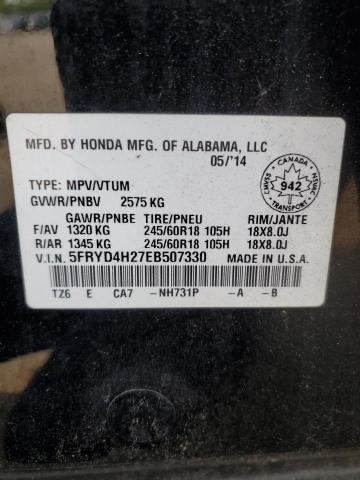 MFD. BY HONDA MFG. OF ALABAMA, LLC
05/'14
CANADA
CMVSS NSVAC
942
TRANSPORT
TYPE: MPV/VTUM
GVWR/PNBV 2575 KG
GAWR/PNBE TIRE/PNEU RIM/JANTE
F/AV 1320 KG 245/60R18 105H 18X8.0J
R/AR 1345 KG 245/60R18 105H 18X8.0J
V.I.N. 5FRYD4H27EB507330 MADE IN U.S.A.
TZ6 E CA7 -NH731P -A -B